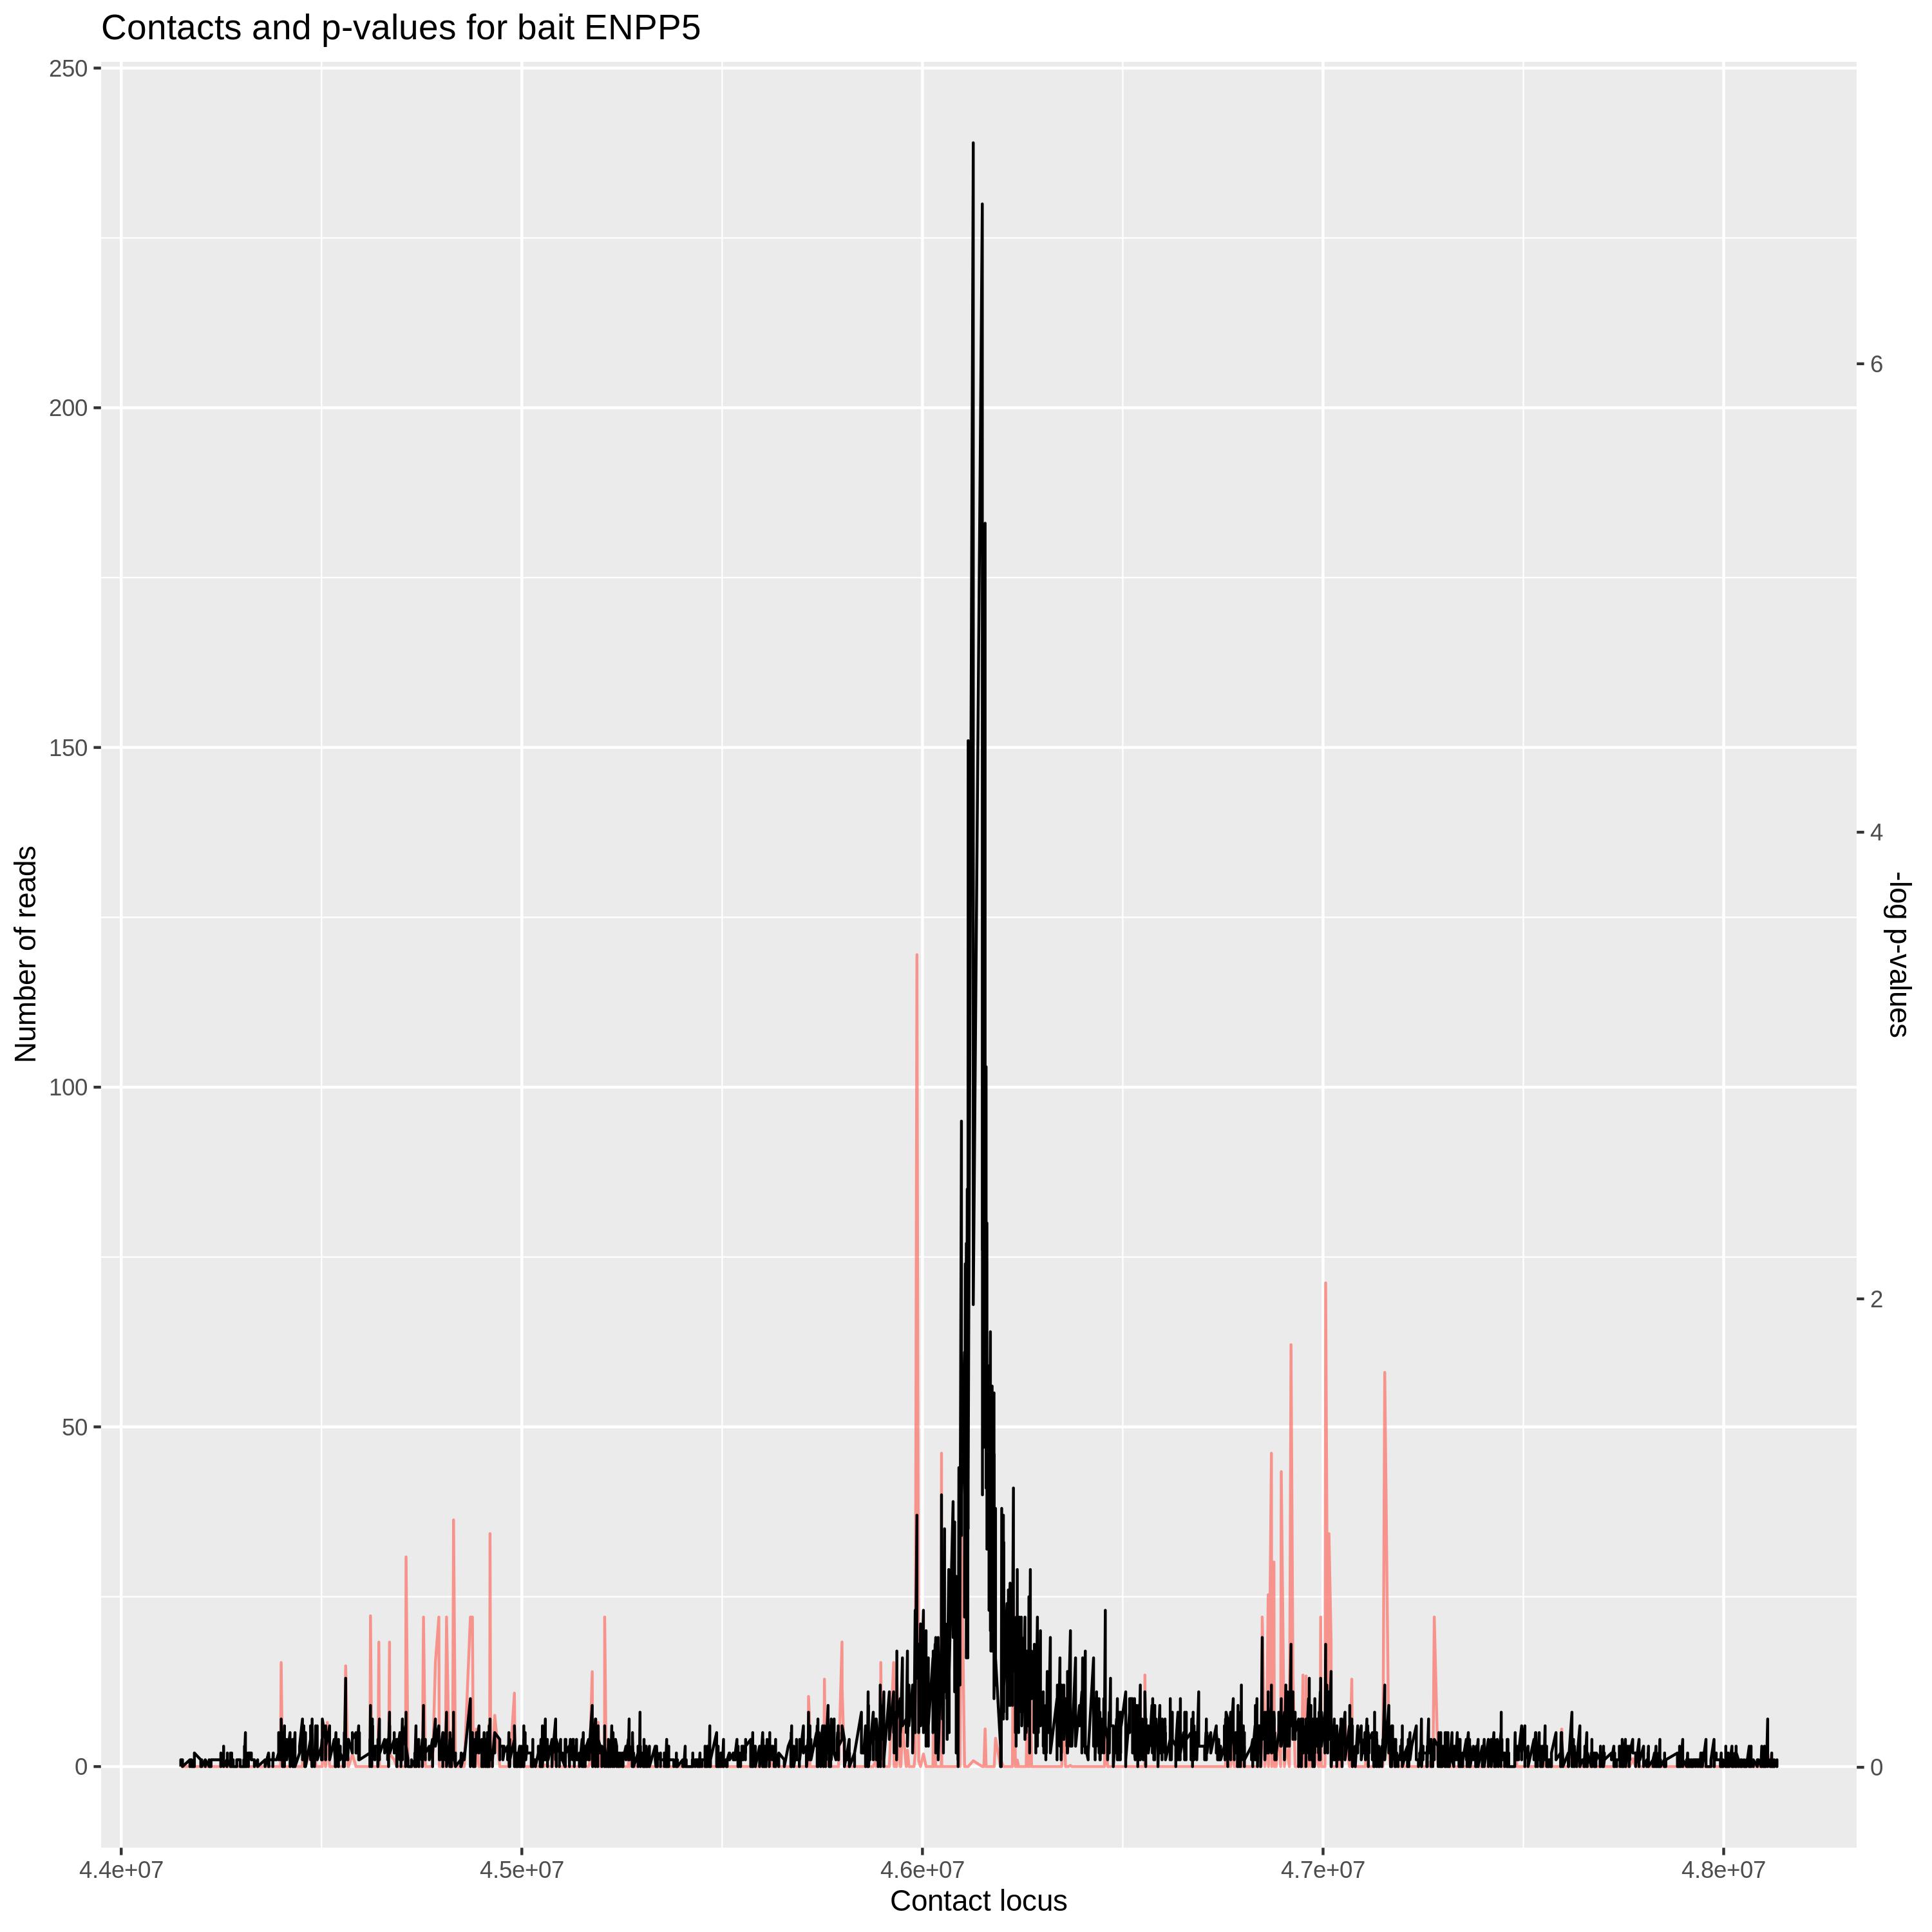 Contacts and p-values for bait ENPP5
250
200
150
100
50
0
Number of reads
6
4
2
0
-log p-values
4.4e+07
4.5e+07
4.6e+07
4.7e+07
4.8e+07
Contact locus